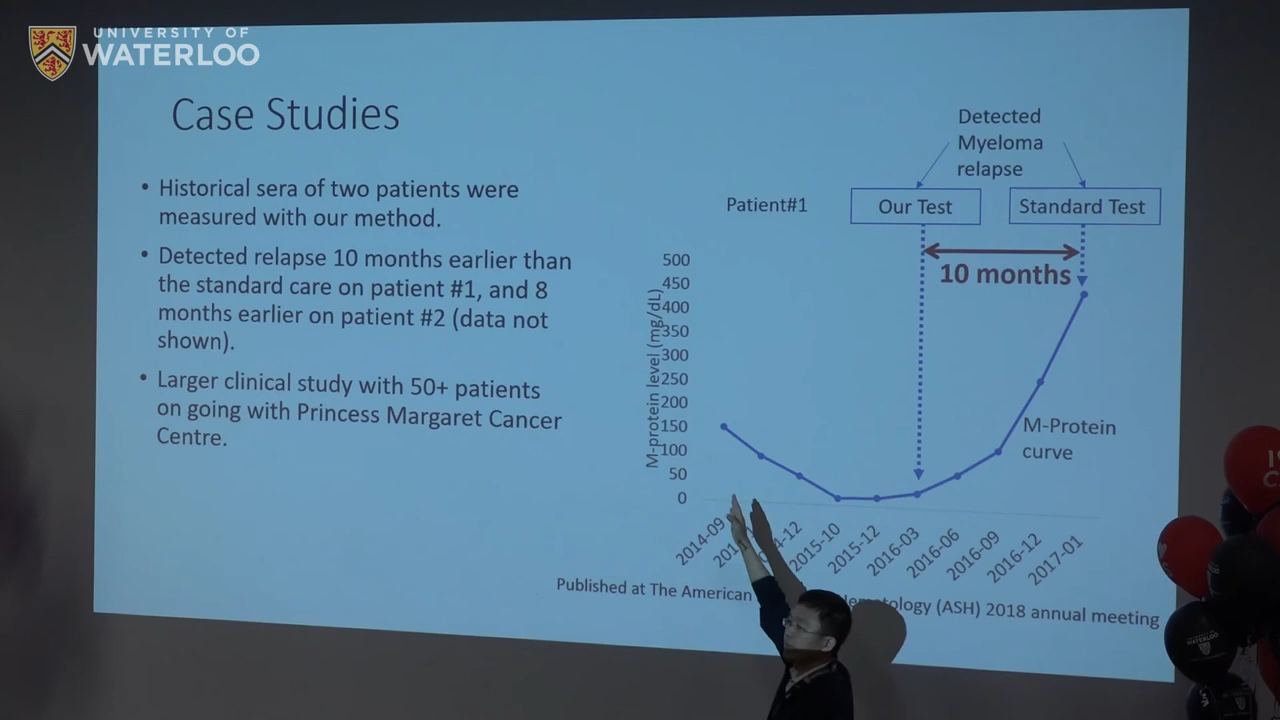 UNIVERSITY OF
WATERLOO
Case Studies
• Historical sera of two patients were
measured with our method.
• Detected relapse 10 months earlier than
the standard care on patient #1, and 8
months earlier on patient #2 (data not
shown).
• Larger clinical study with 50+ patients
on going with Princess Margaret Cancer
Centre.
Detected
Myeloma
relapse
Patient#1
Our Test
Standard Test
10 months
M-protein level (mg/dL)
500
450
400
350
300
250
200
150
100
50
0
M-Protein
curve
2014-09
2015-10
2015-12
2016-03
2016-06
2016-09
2016-12
2017-01
Published at The American
(ASH) 2018 annual meeting
UNIVERSITY OF
WATERLOO